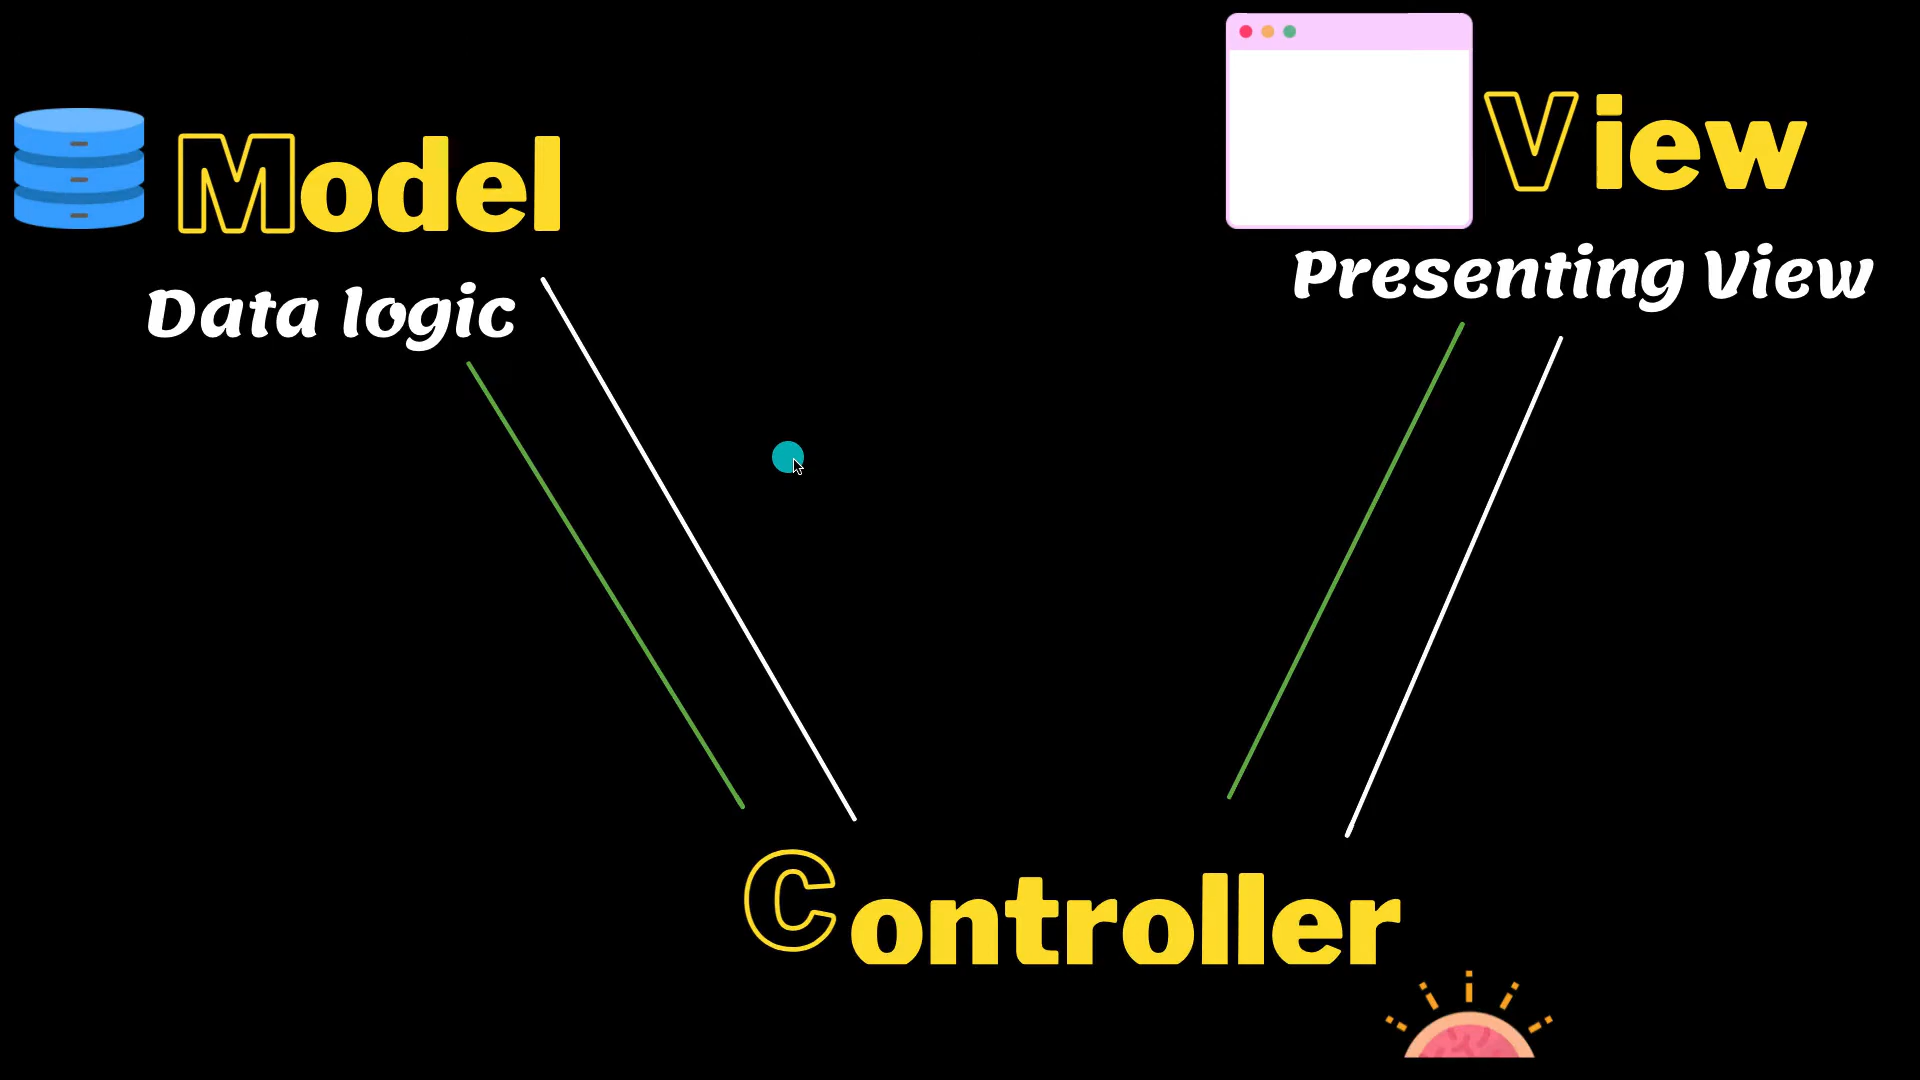 Model
Data logic
View
Presenting View
Controller